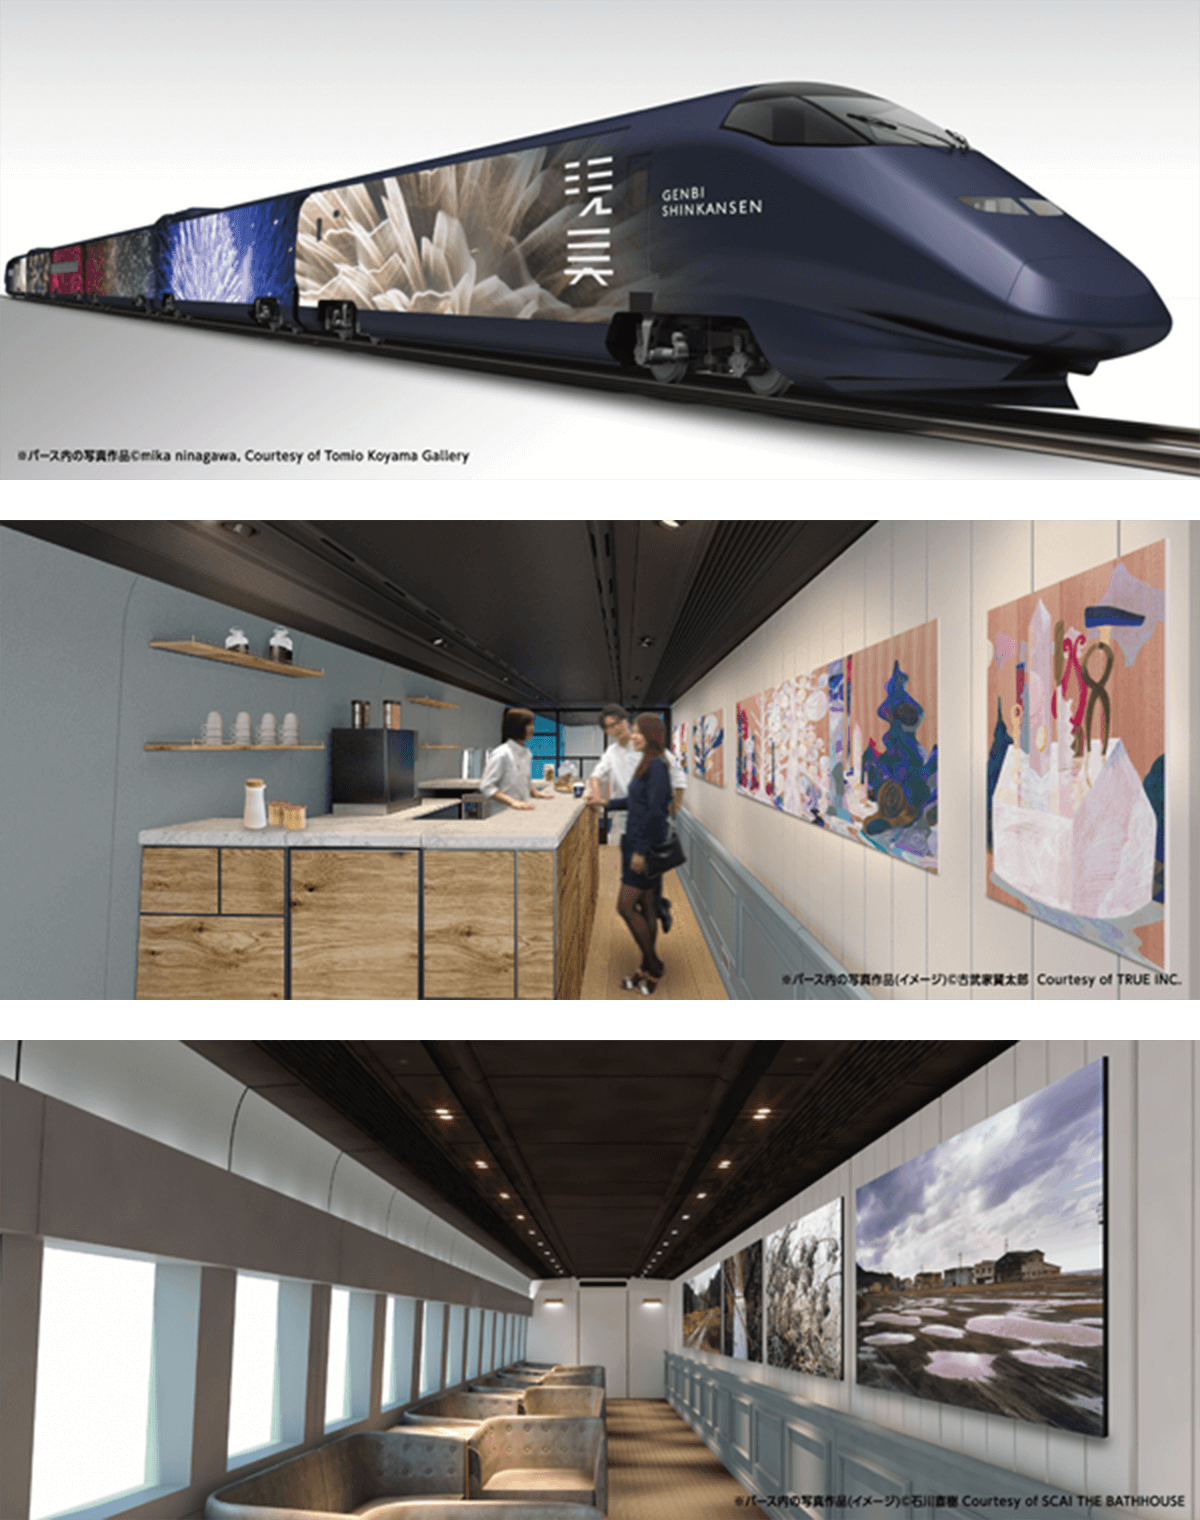 現美
GENBI
SHINKANSEN
※パース内の写真作品©mika ninagawa, Courtesy of Tomio Koyama Gallery
※パース内の写真作品(イメージ)©古武家賢太郎 Courtesy of TRUE INC.
※パース内の写真作品(イメージ)©石川直樹 Courtesy of SCAI THE BATHHOUSE